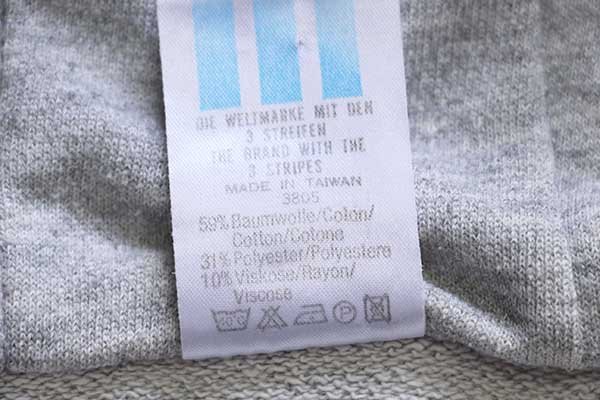 DIE WELTMARKE MIT DEN
3 STREIFEN
THE BRAND WITH THE
3 STRIPES
MADE IN TAIWAN
3805
59% Baumwolle/Coton/
Cotton/Cotone
31% Polyester/Polyestere
10% Viskose/Rayon/
Viscose